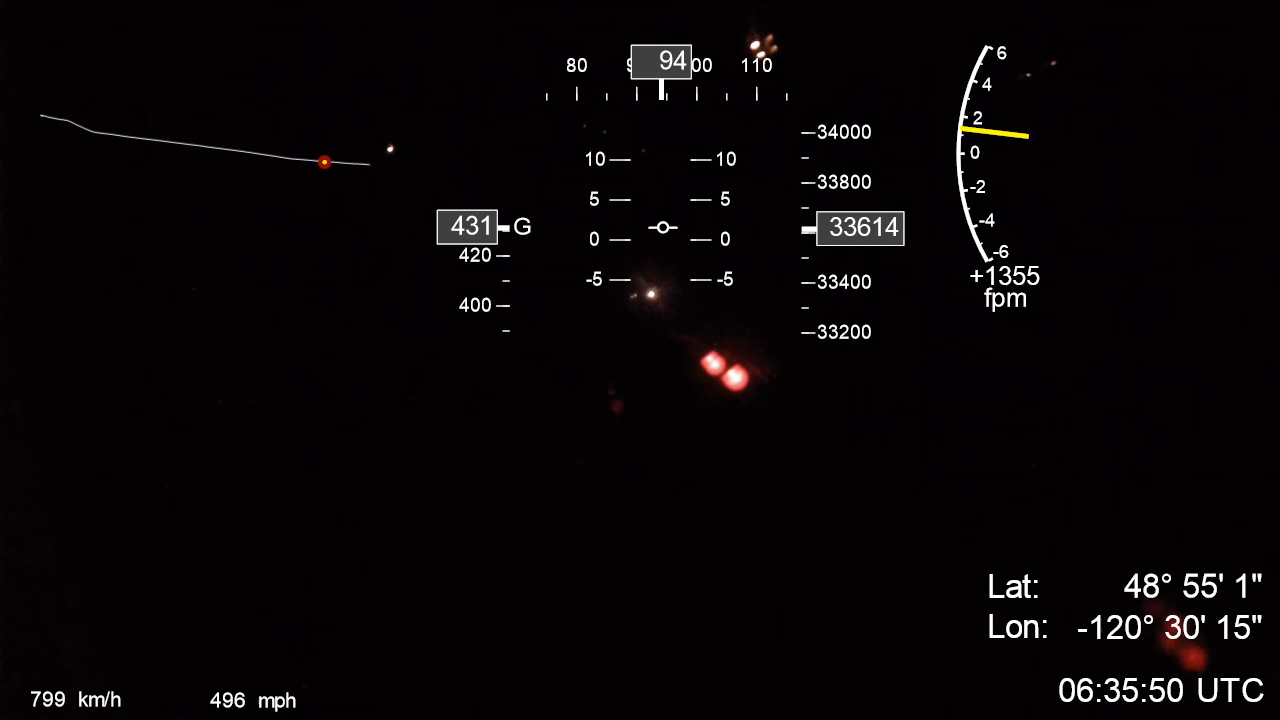 80 9 94 00 110
10 10
5 5
0 0
-5 -5
431 G
420
400
34000
33800
33614
33400
33200
6
4
2
0
-2
-4
-6
+1355
fpm
Lat: 48° 55' 1"
Lon: -120° 30' 15"
06:35:50 UTC
799 km/h 496 mph